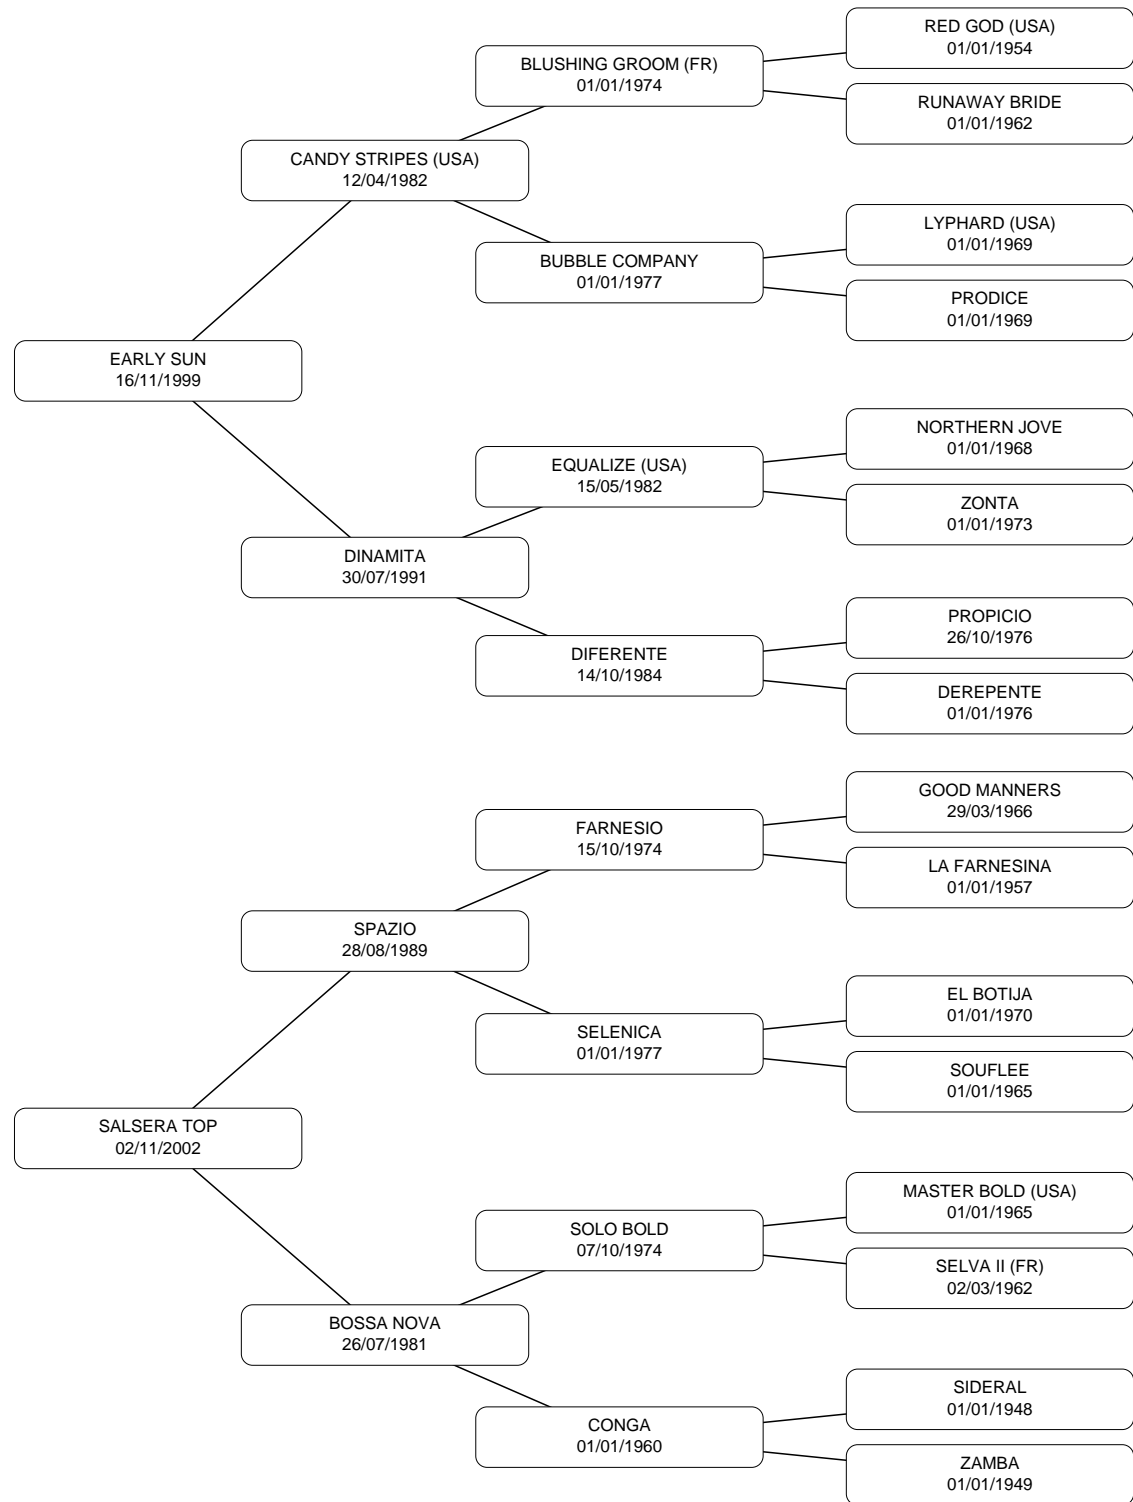 RED GOD (USA)
01/01/1954
BLUSHING GROOM (FR)
01/01/1974
RUNAWAY BRIDE
01/01/1962
CANDY STRIPES (USA)
12/04/1982
LYPHARD (USA)
01/01/1969
BUBBLE COMPANY
01/01/1977
PRODICE
01/01/1969
EARLY SUN
16/11/1999
NORTHERN JOVE
01/01/1968
EQUALIZE (USA)
15/05/1982
ZONTA
01/01/1973
DINAMITA
30/07/1991
PROPICIO
26/10/1976
DIFERENTE
14/10/1984
DEREPENTE
01/01/1976
GOOD MANNERS
29/03/1966
FARNESIO
15/10/1974
LA FARNESINA
01/01/1957
SPAZIO
28/08/1989
EL BOTIJA
01/01/1970
SELENICA
01/01/1977
SOUFLEE
01/01/1965
SALSERA TOP
02/11/2002
MASTER BOLD (USA)
01/01/1965
SOLO BOLD
07/10/1974
SELVA II (FR)
02/03/1962
BOSSA NOVA
26/07/1981
SIDERAL
01/01/1948
CONGA
01/01/1960
ZAMBA
01/01/1949